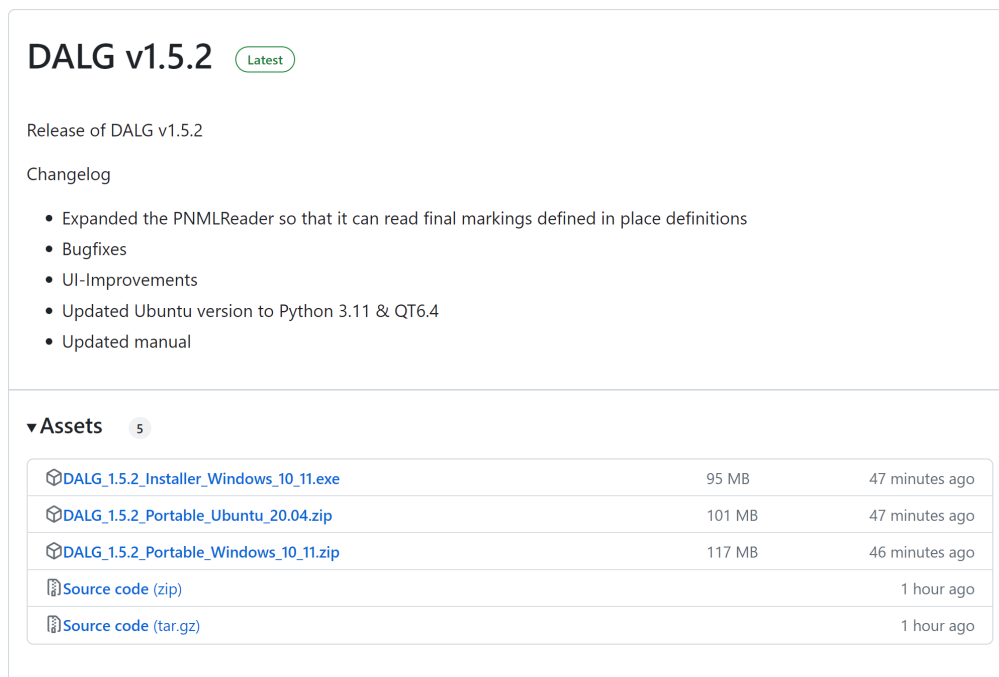 DALG v1.5.2 Latest
Release of DALG v1.5.2
Changelog
Expanded the PNMLReader so that it can read final markings defined in place definitions
Bugfixes
UI-Improvements
Updated Ubuntu version to Python 3.11 & QT6.4
Updated manual
Assets 5
DALG_1.5.2_Installer_Windows_10_11.exe 95 MB 47 minutes ago
DALG_1.5.2_Portable_Ubuntu_20.04.zip 101 MB 47 minutes ago
DALG_1.5.2_Portable_Windows_10_11.zip 117 MB 46 minutes ago
Source code (zip) 1 hour ago
Source code (tar.gz) 1 hour ago